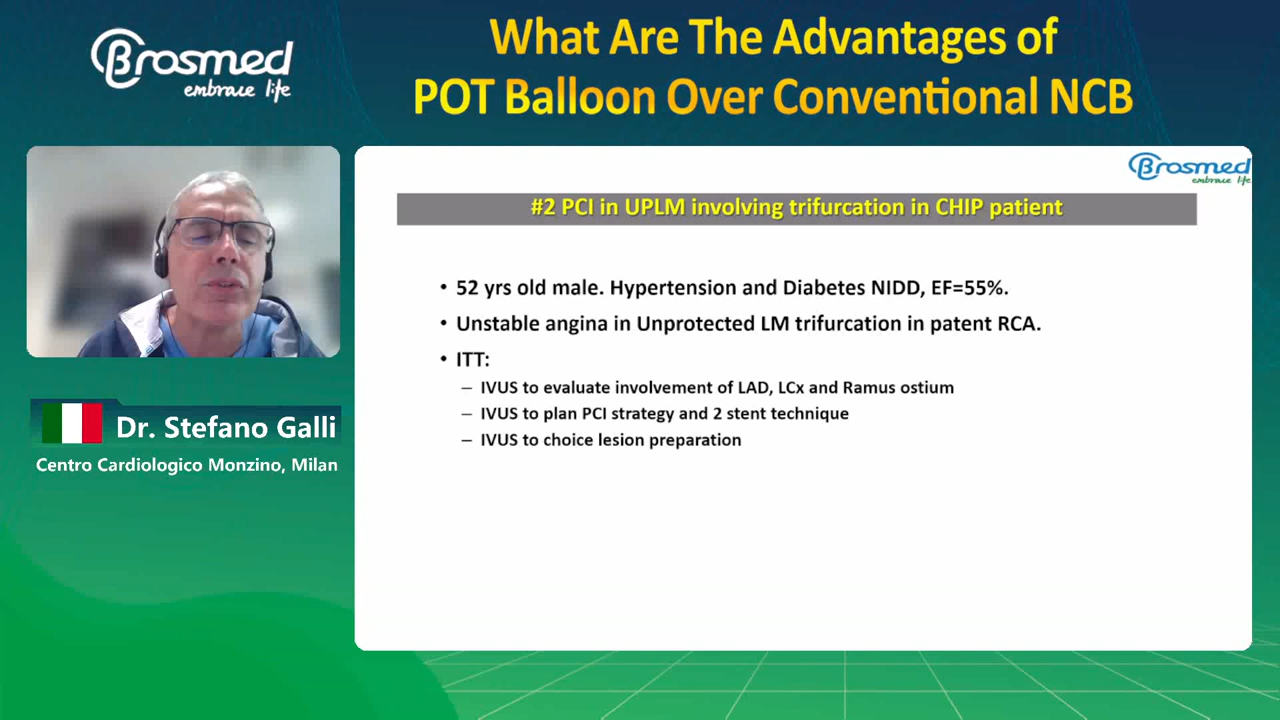 Brosmed
embrace life
What Are The Advantages of
POT Balloon Over Conventional NCB
Brosmed
embrace life
#2 PCI in UPLM involving trifurcation in CHIP patient
• 52 yrs old male. Hypertension and Diabetes NIDD, EF=55%.
• Unstable angina in Unprotected LM trifurcation in patent RCA.
• ITT:
– IVUS to evaluate involvement of LAD, LCx and Ramus ostium
– IVUS to plan PCI strategy and 2 stent technique
– IVUS to choice lesion preparation
Dr. Stefano Galli
Centro Cardiologico Monzino, Milan